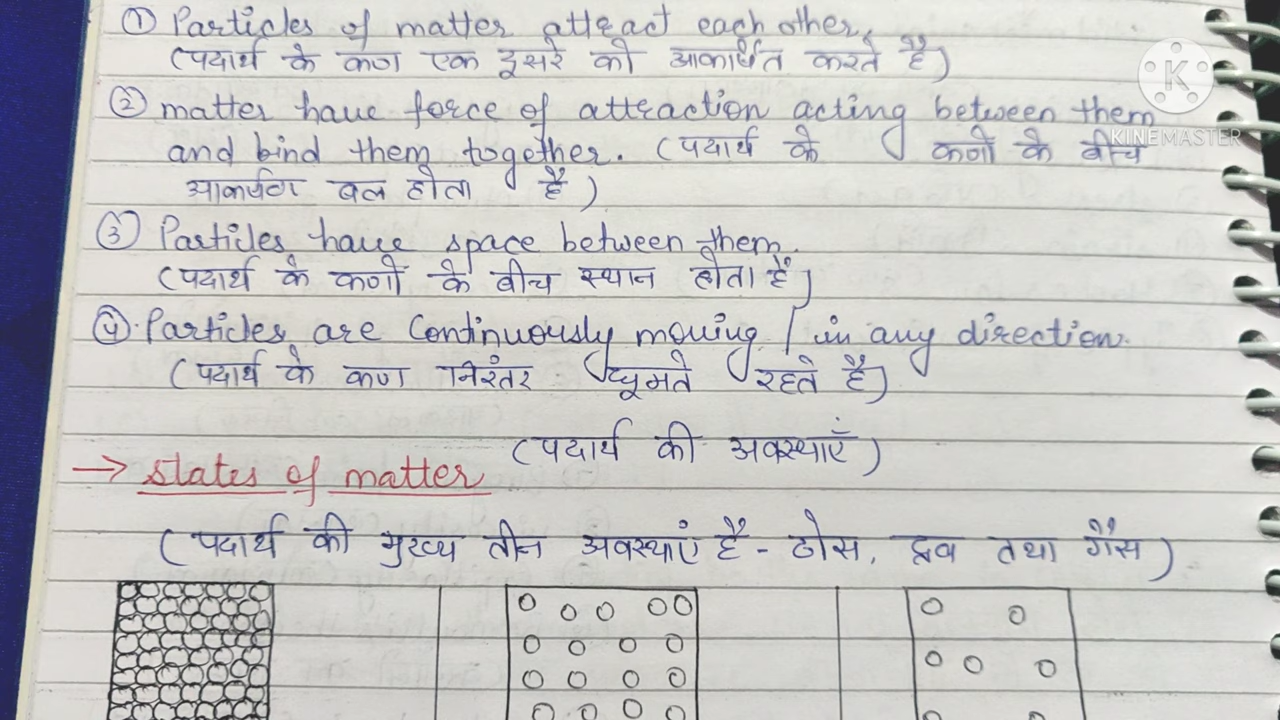 ① Particles of matter attract each other.
(पदार्थ के कण एक दूसरे को आकर्षित करते है)
② matter have force of attraction acting between them
and bind them together. (पदार्थ के कणो के बीच
आकर्षण बल होता है)
③ Particles have space between them.
(पदार्थ के कणो के बीच स्थान होता है)
④ Particles are continuously moving / in any direction.
(पदार्थ के कण निरंतर घूमते रहते है)
(पदार्थ की अवस्थाएँ)
→ states of matter
(पदार्थ की मुख्य तीन अवस्थाएं है - ठोस, द्रव तथा गैस)
K
KINEMASTER